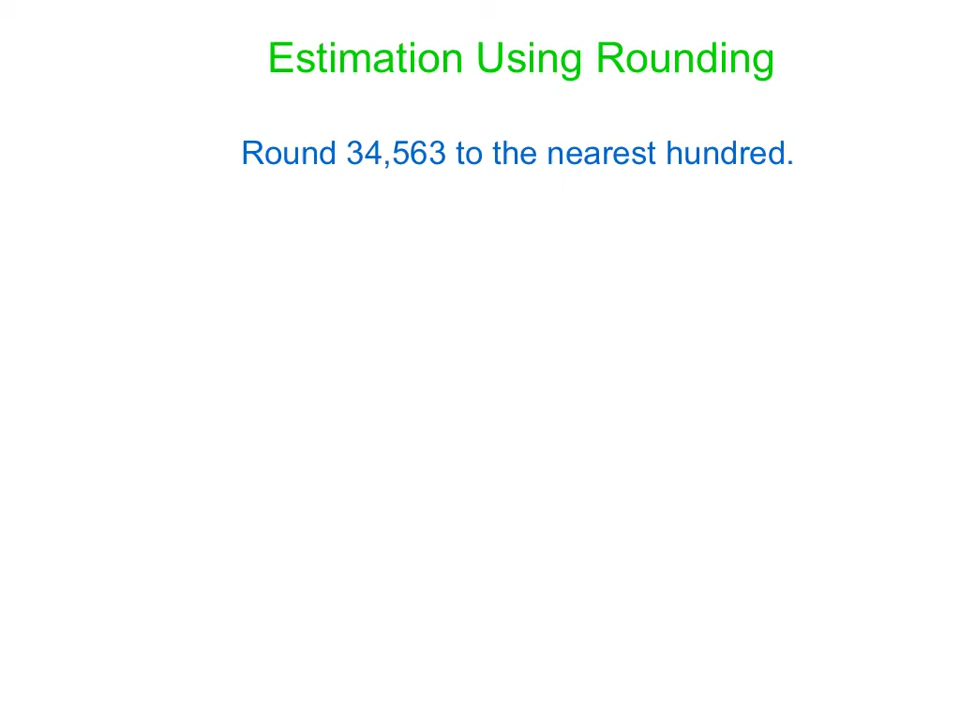 Estimation Using Rounding
Round 34,563 to the nearest hundred.